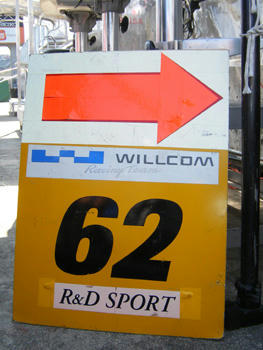 WILLCOM
Racing Team
62
R&D SPORT